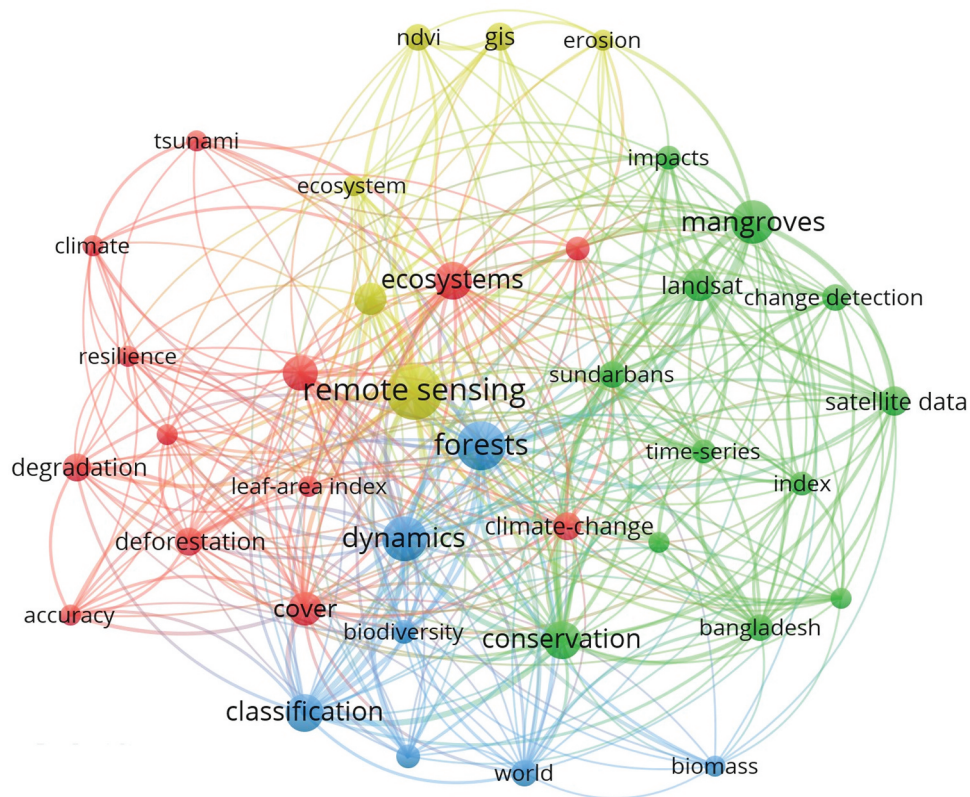 ndvi
gis
erosion
tsunami
impacts
ecosystem
mangroves
climate
ecosystems
landsat
change detection
resilience
sundarbans
remote sensing
satellite data
forests
time-series
degradation
leaf-area index
index
climate-change
deforestation
dynamics
accuracy
cover
biodiversity
conservation
bangladesh
classification
world
biomass